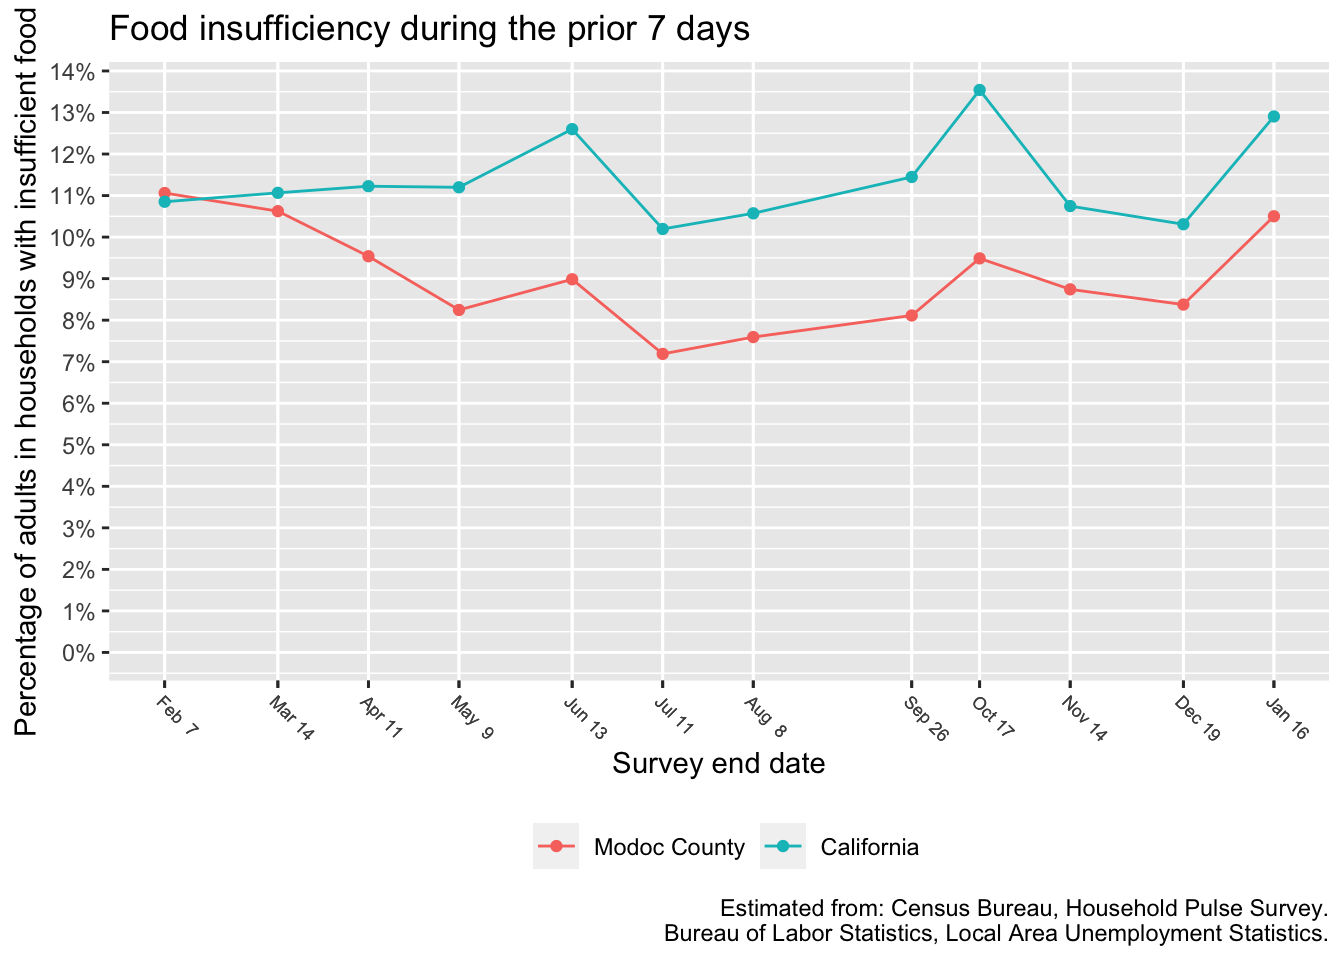 Food insufficiency during the prior 7 days
Percentage of adults in households with insufficient food
14%
13%
12%
11%
10%
9%
8%
7%
6%
5%
4%
3%
2%
1%
0%
Feb 7
Mar 14
Apr 11
May 9
Jun 13
Jul 11
Aug 8
Sep 26
Oct 17
Nov 14
Dec 19
Jan 16
Survey end date
Modoc County
California
Estimated from: Census Bureau, Household Pulse Survey.
Bureau of Labor Statistics, Local Area Unemployment Statistics.